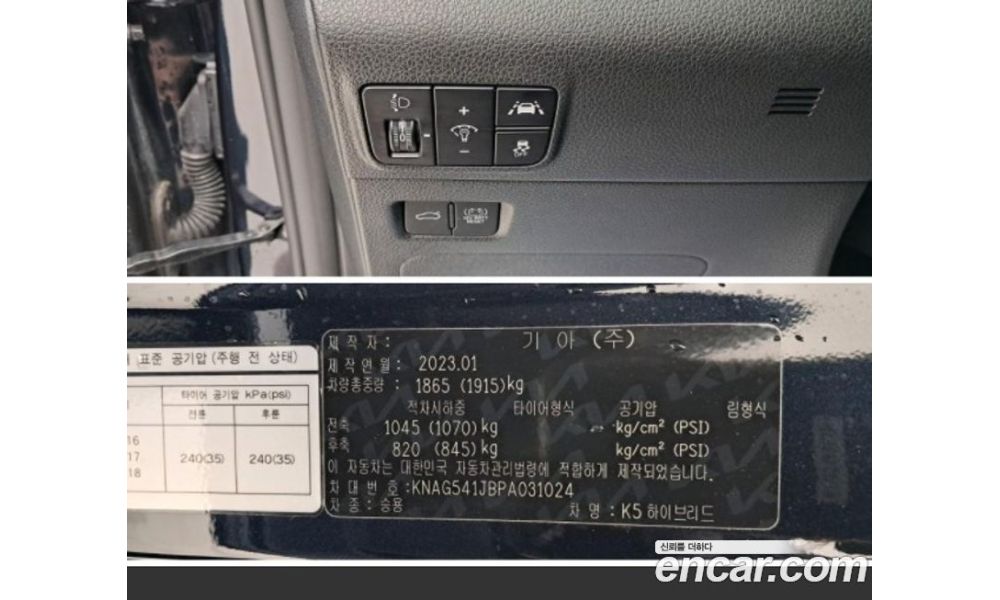 +
-
OFF
표준 공기압 (주행 전 상태)
타이어 공기압 kPa(psi)
전륜 후륜
16
17
18
240(35) 240(35)
제 작 자 : 기 아 (주)
제 작 연 월 : 2023.01
차량총중량 : 1865 (1915)kg
적차시하중 타이어형식 공기압 림형식
전축 1045 (1070) kg kg/cm² (PSI)
후축 820 (845) kg kg/cm² (PSI)
이 자동차는 대한민국 자동차관리법령에 적합하게 제작되었습니다.
차 대 번 호 :KNAG541JBPA031024
차 종 : 승용 차 명 : K5 하이브리드
신뢰를 더하다
encar.com